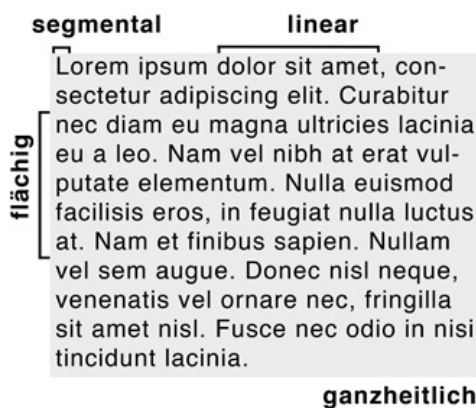 segmental linear
Lorem ipsum dolor sit amet, con-
sectetur adipiscing elit. Curabitur
nec diam eu magna ultricies lacinia
eu a leo. Nam vel nibh at erat vul-
putate elementum. Nulla euismod
facilisis eros, in feugiat nulla luctus
at. Nam et finibus sapien. Nullam
vel sem augue. Donec nisl neque,
venenatis vel ornare nec, fringilla
sit amet nisl. Fusce nec odio in nisi
tincidunt lacinia.
flächig
ganzheitlich